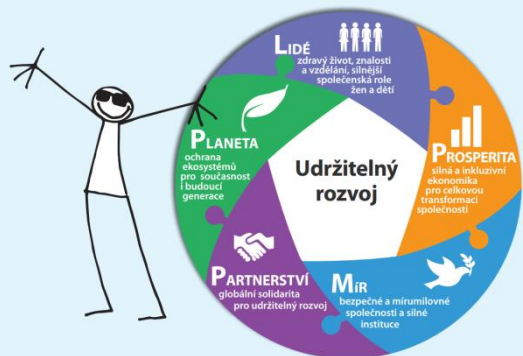 LIDÉ
zdravý život, znalosti
a vzdělání, silnější
společenská role
žen a dětí
PROSPERITA
silná a inkluzivní
ekonomika
pro celkovou
transformaci
společnosti
MÍR
bezpečné a mírumilovné
společnosti a silné
instituce
PARTNERSTVÍ
globální solidarita
pro udržitelný rozvoj
PLANETA
ochrana
ekosystémů
pro současnost
i budoucí
generace
Udržitelný
rozvoj